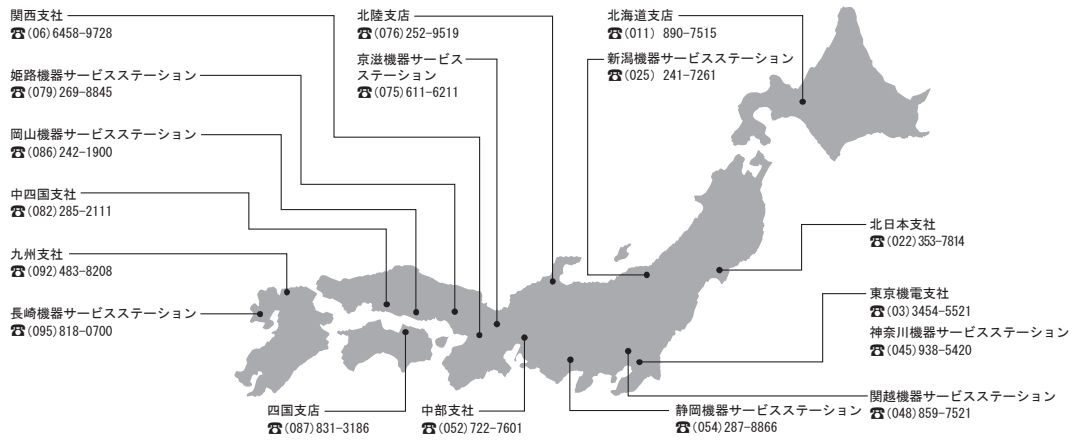 関西支社
☎(06)6458-9728
姫路機器サービスステーション
☎(079)269-8845
岡山機器サービスステーション
☎(086)242-1900
中四国支社
☎(082)285-2111
九州支社
☎(092)483-8208
長崎機器サービスステーション
☎(095)818-0700
北陸支店
☎(076)252-9519
京滋機器サービス
ステーション
☎(075)611-6211
北海道支店
☎(011) 890-7515
新潟機器サービスステーション
☎(025) 241-7261
北日本支社
☎(022)353-7814
東京機電支社
☎(03)3454-5521
神奈川機器サービスステーション
☎(045)938-5420
関越機器サービスステーション
☎(048)859-7521
静岡機器サービスステーション
☎(054)287-8866
中部支社
☎(052)722-7601
四国支店
☎(087)831-3186